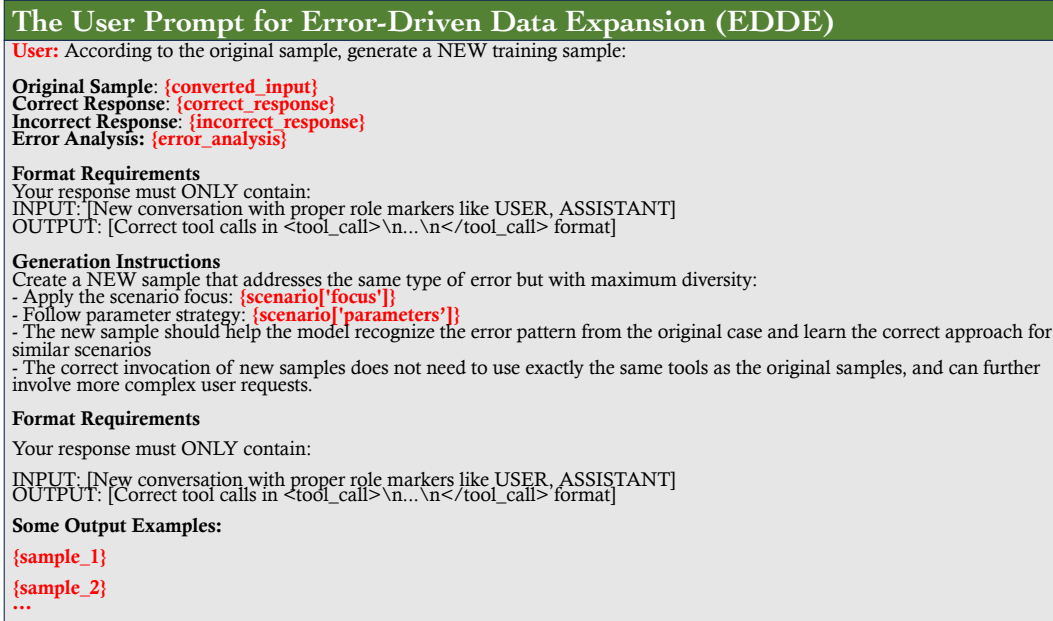 The User Prompt for Error-Driven Data Expansion (EDDE)
User: According to the original sample, generate a NEW training sample:
Original Sample: {converted_input}
Correct Response: {correct_response}
Incorrect Response: {incorrect_response}
Error Analysis: {error_analysis}
Format Requirements
Your response must ONLY contain:
INPUT: [New conversation with proper role markers like USER, ASSISTANT]
OUTPUT: [Correct tool calls in <tool_call>\n...\n</tool_call> format]
Generation Instructions
Create a NEW sample that addresses the same type of error but with maximum diversity:
- Apply the scenario focus: {scenario['focus']}
- Follow parameter strategy: {scenario['parameters’]}
- The new sample should help the model recognize the error pattern from the original case and learn the correct approach for
similar scenarios
- The correct invocation of new samples does not need to use exactly the same tools as the original samples, and can further
involve more complex user requests.
Format Requirements
Your response must ONLY contain:
INPUT: [New conversation with proper role markers like USER, ASSISTANT]
OUTPUT: [Correct tool calls in <tool_call>\n...\n</tool_call> format]
Some Output Examples:
{sample_1}
{sample_2}
...